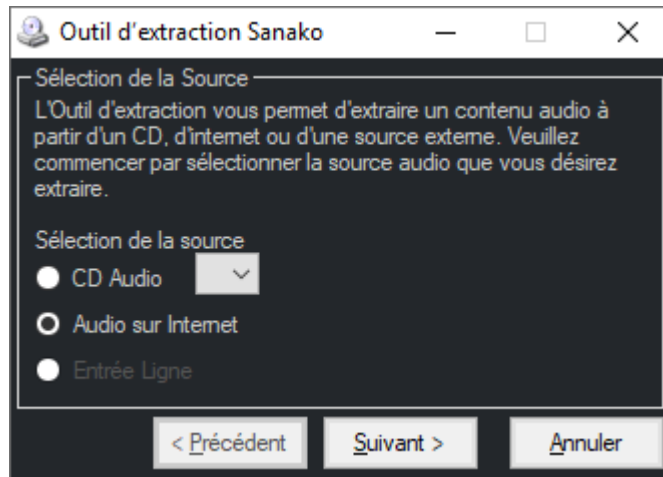 Outil d'extraction Sanako
Sélection de la Source
L'Outil d'extraction vous permet d'extraire un contenu audio à
partir d'un CD, d'internet ou d'une source externe. Veuillez
commencer par sélectionner la source audio que vous désirez
extraire.
Sélection de la source
CD Audio
Audio sur Internet
Entrée Ligne
< Précédent Suivant > Annuler